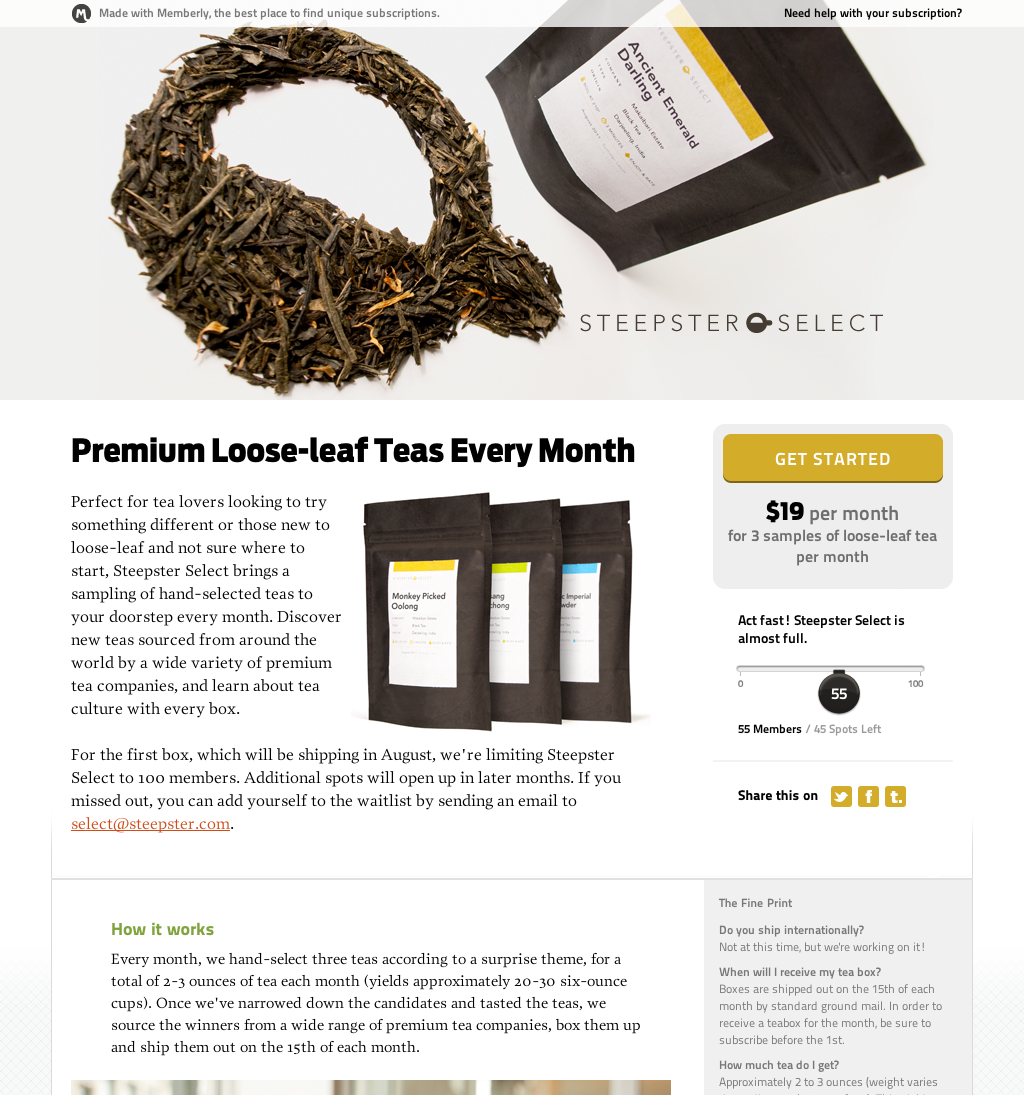 Made with Memberly, the best place to find unique subscriptions.
Need help with your subscription?
STEEPSTER SELECT
Ancient Emerald
Darling
Makaibari Estate
Black Tea
Darjeeling, India
STEEPSTER SELECT
Premium Loose-leaf Teas Every Month
Perfect for tea lovers looking to try
something different or those new to
loose-leaf and not sure where to
start, Steepster Select brings a
sampling of hand-selected teas to
your doorstep every month. Discover
new teas sourced from around the
world by a wide variety of premium
tea companies, and learn about tea
culture with every box.
Monkey Picked
Oolong
ang
chong
c Imperial
wder
For the first box, which will be shipping in August, we're limiting Steepster
Select to 100 members. Additional spots will open up in later months. If you
missed out, you can add yourself to the waitlist by sending an email to
select@steepster.com.
GET STARTED
$19 per month
for 3 samples of loose-leaf tea
per month
Act fast! Steepster Select is
almost full.
0
100
55
55 Members / 45 Spots Left
Share this on
How it works
Every month, we hand-select three teas according to a surprise theme, for a
total of 2-3 ounces of tea each month (yields approximately 20-30 six-ounce
cups). Once we've narrowed down the candidates and tasted the teas, we
source the winners from a wide range of premium tea companies, box them up
and ship them out on the 15th of each month.
The Fine Print
Do you ship internationally?
Not at this time, but we're working on it!
When will I receive my tea box?
Boxes are shipped out on the 15th of each
month by standard ground mail. In order to
receive a teabox for the month, be sure to
subscribe before the 1st.
How much tea do I get?
Approximately 2 to 3 ounces (weight varies